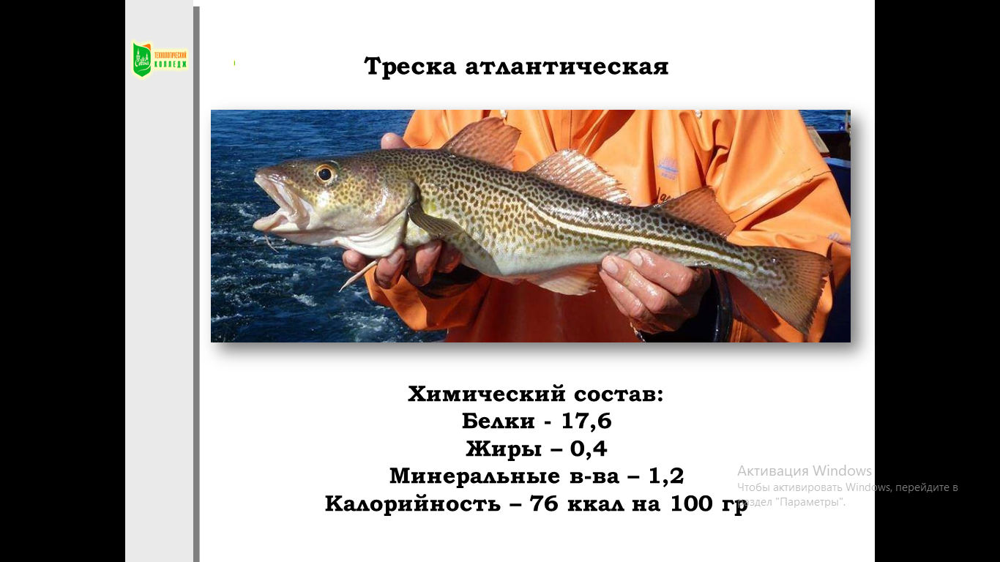 ТЕХНОЛОГИЧЕСКИЙ
КОЛЛЕДЖ
Треска атлантическая
Химический состав:
Белки - 17,6
Жиры – 0,4
Минеральные в-ва – 1,2
Калорийность – 76 ккал на 100 гр
Активация Windows
Чтобы активировать Windows, перейдите в
раздел "Параметры".